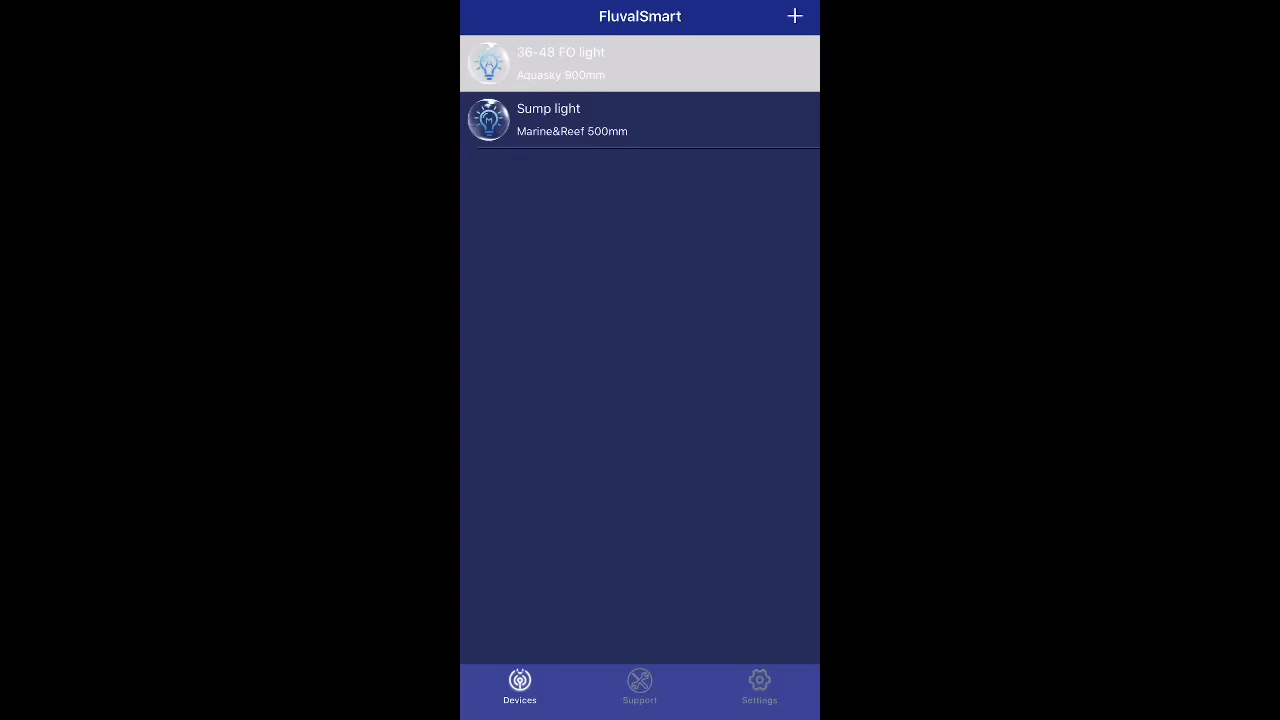 FluvalSmart
36-48 FO light
Aquasky 900mm
Sump light
Marine&Reef 500mm
Devices
Support
Settings